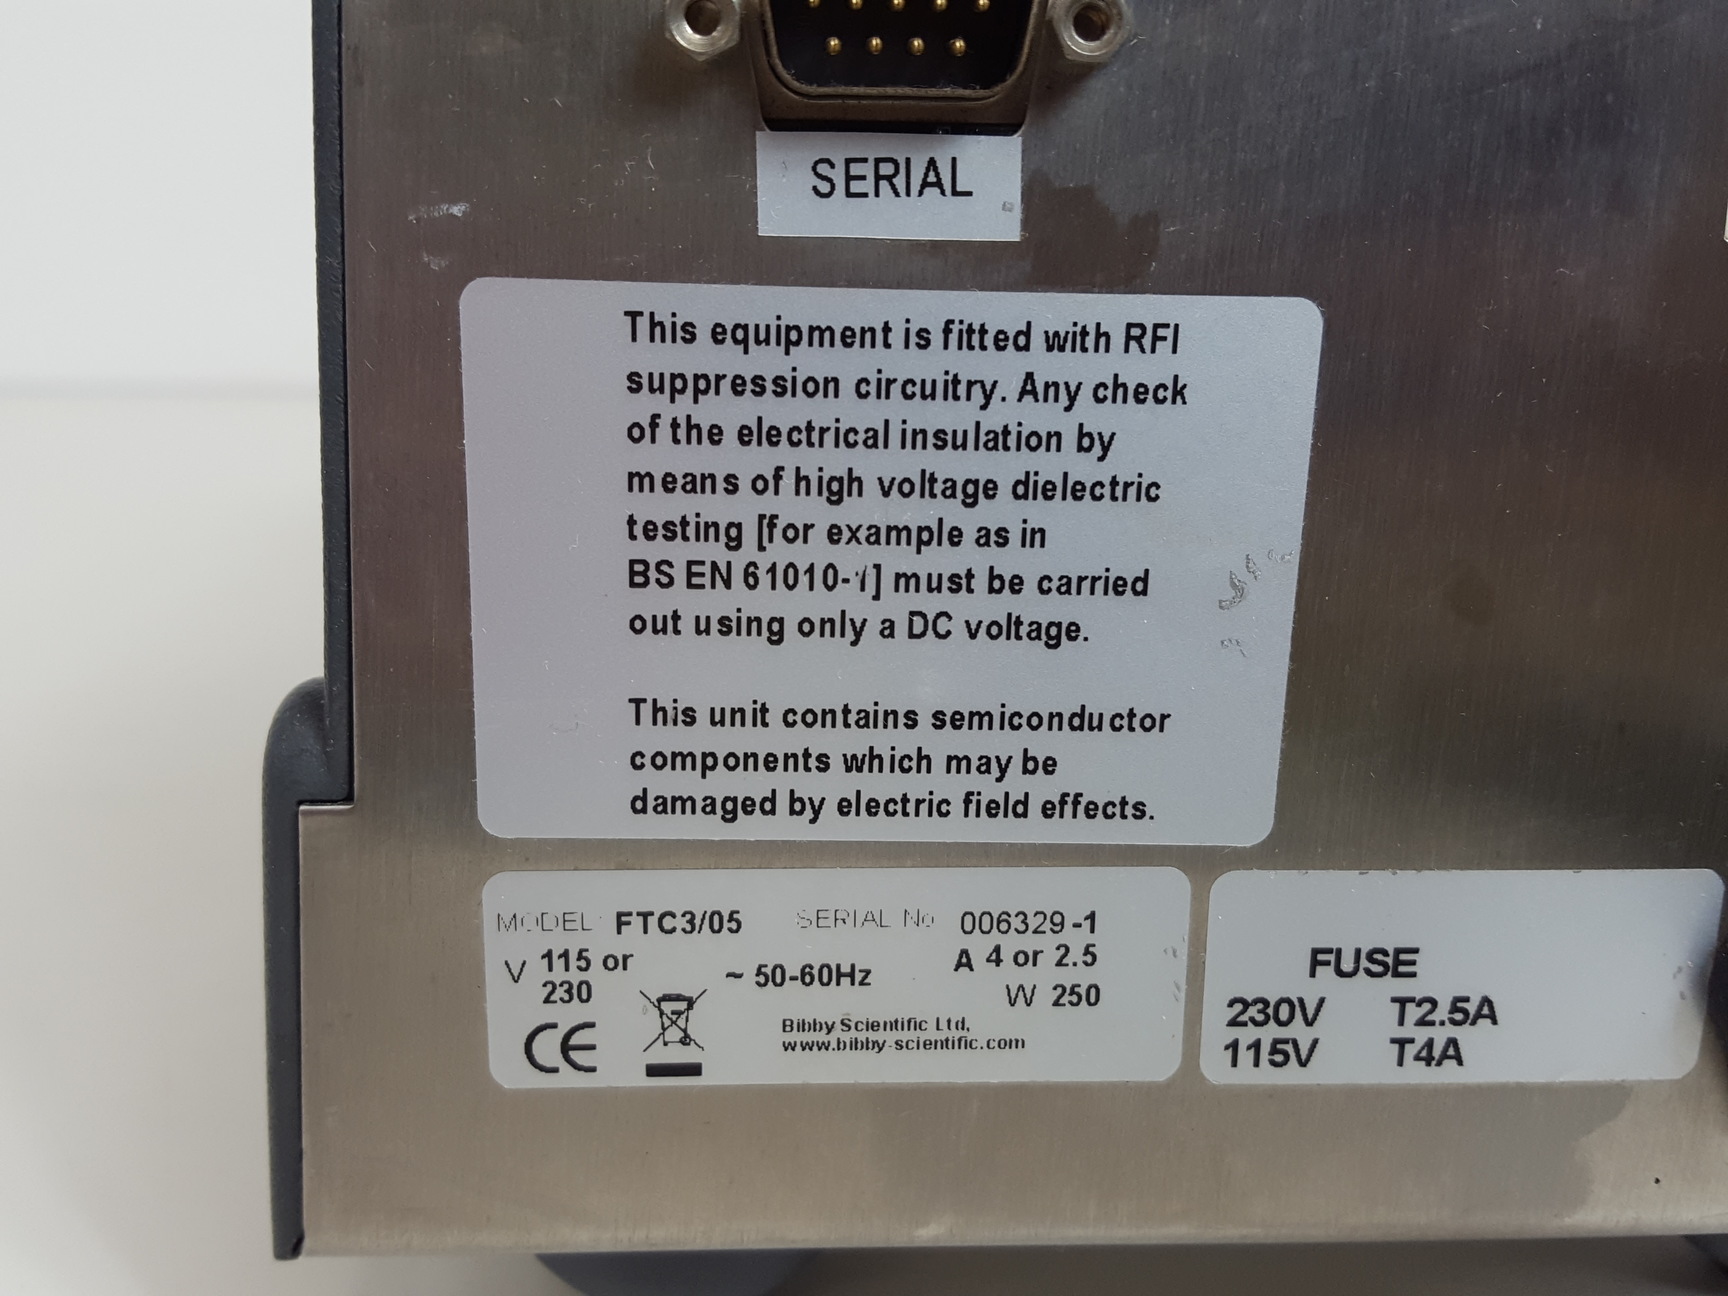 SERIAL
This equipment is fitted with RFI
suppression circuitry. Any check
of the electrical insulation by
means of high voltage dielectric
testing [for example as in
BS EN 61010-1] must be carried
out using only a DC voltage.
This unit contains semiconductor
components which may be
damaged by electric field effects.
MODEL FTC3/05 SERIAL No 006329-1
V 115 or 230 ~ 50-60Hz A 4 or 2.5
W 250
CE
Bibby Scientific Ltd,
www.bibby-scientific.com
FUSE
230V T2.5A
115V T4A